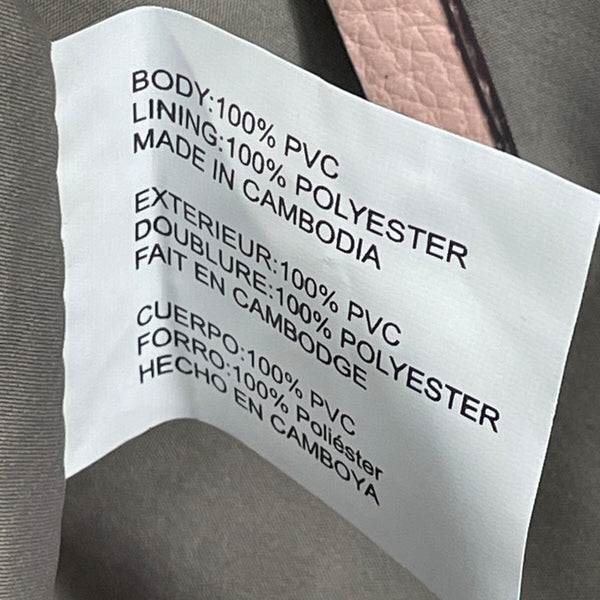 BODY:100% PVC
LINING:100% POLYESTER
MADE IN CAMBODIA
EXTERIEUR:100% PVC
DOUBLURE:100% POLYESTER
FAIT EN CAMBODGE
CUERPO:100% PVC
FORRO:100% Poliéster
HECHO EN CAMBOYA